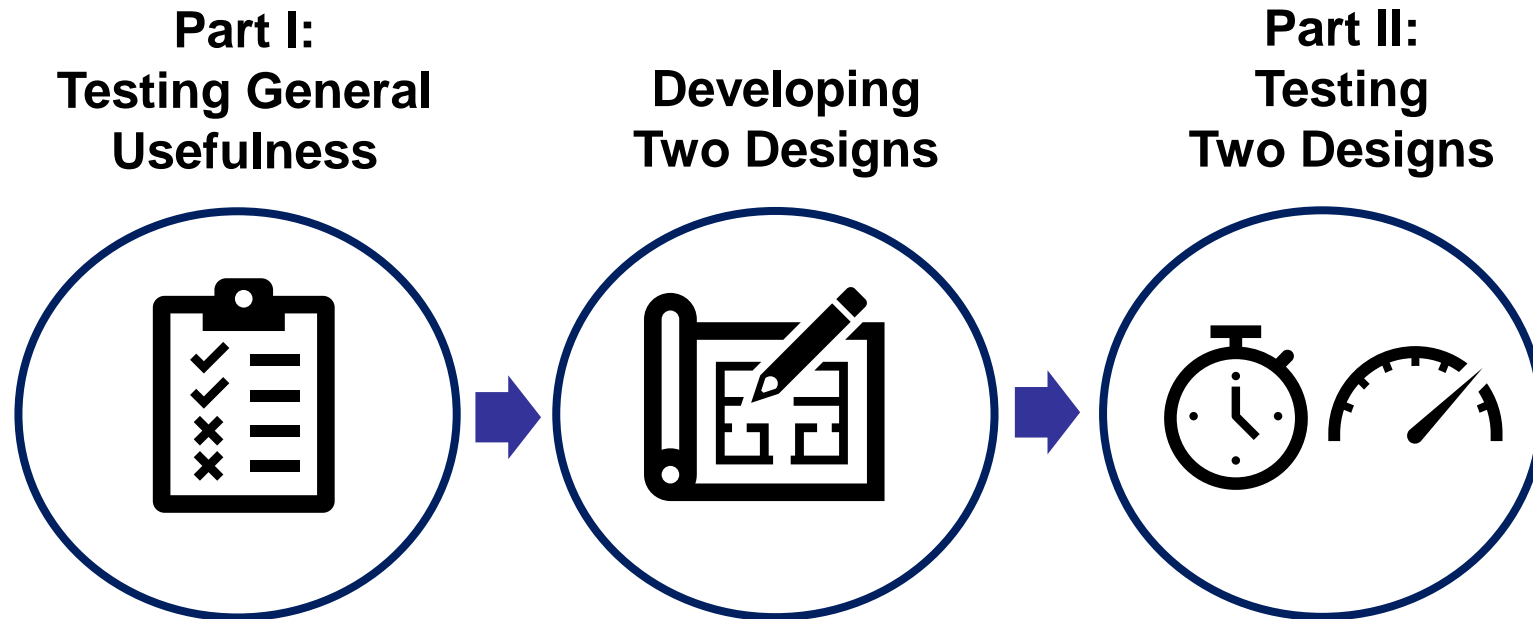 Part I:
Testing General
Usefulness
Developing
Two Designs
Part II:
Testing
Two Designs